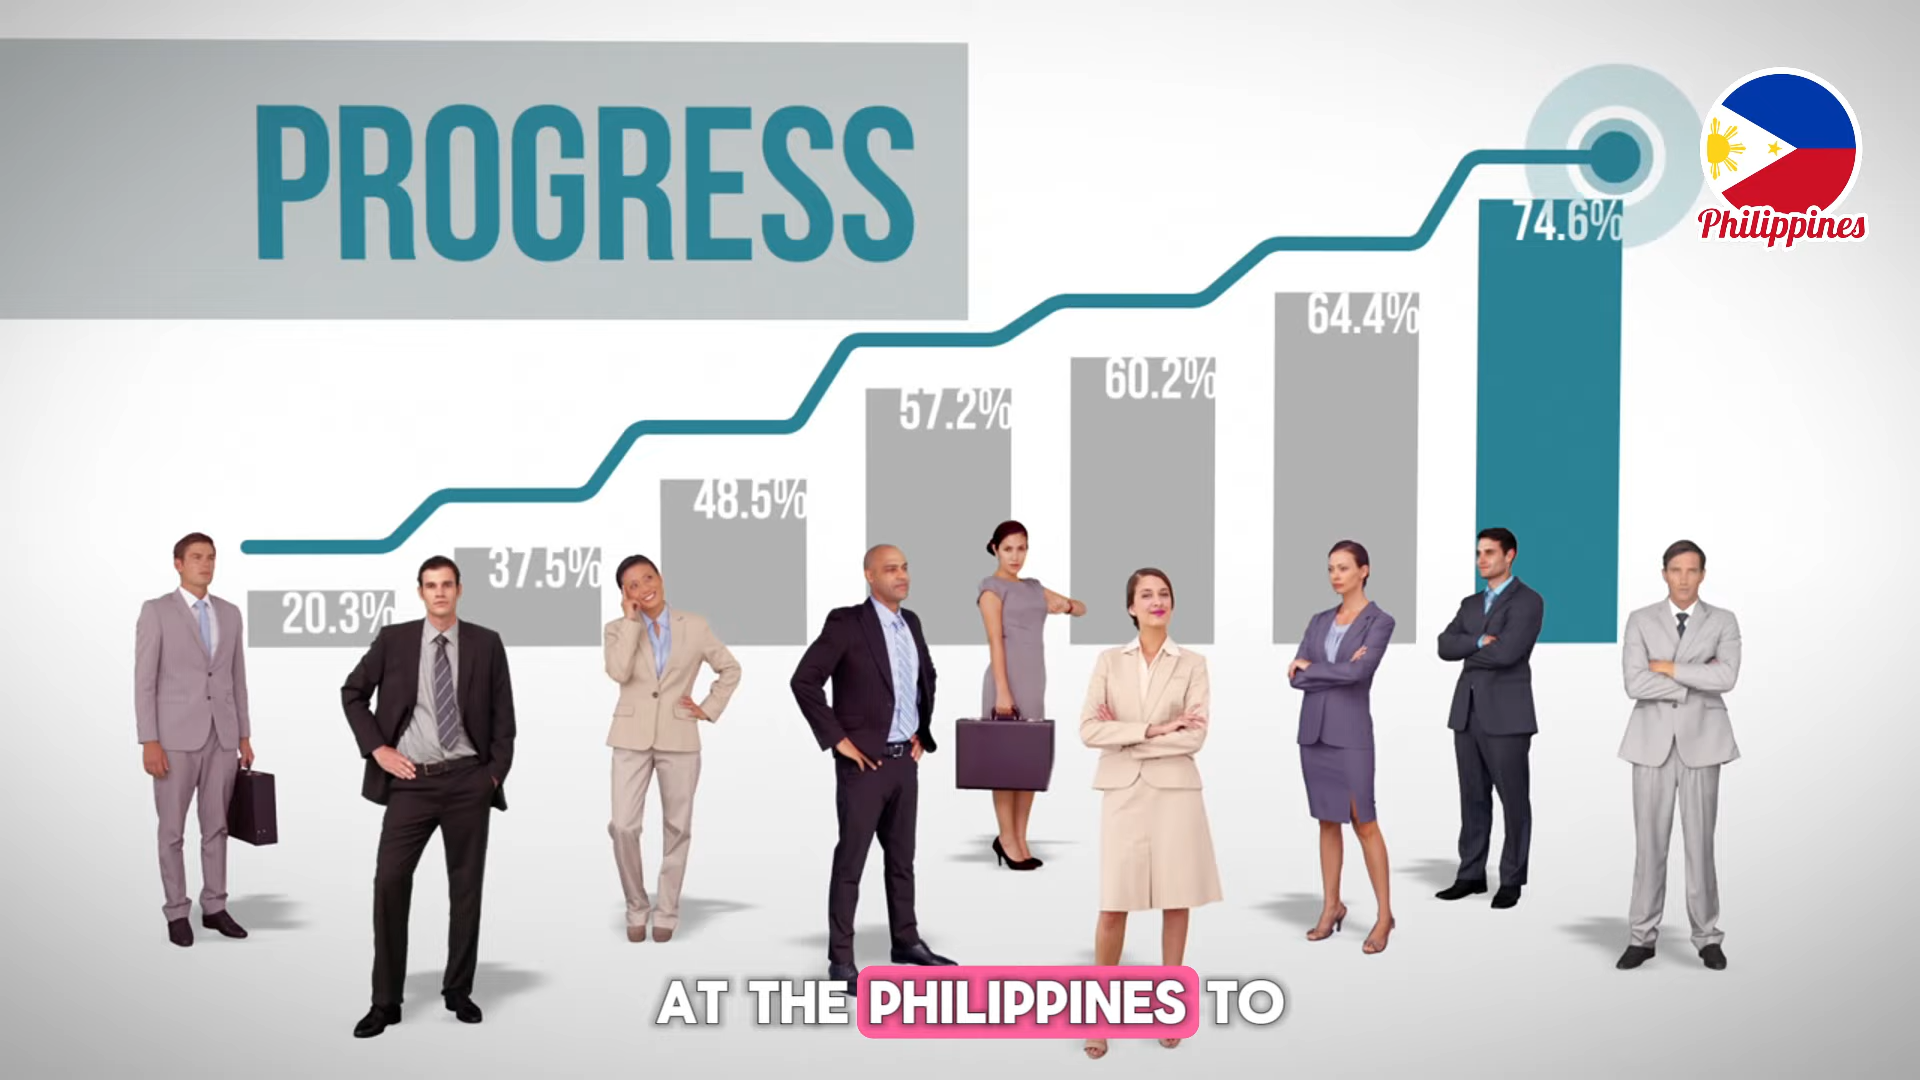 PROGRESS
Philippines
74.6%
64.4%
60.2%
57.2%
48.5%
37.5%
20.3%
AT THE PHILIPPINES TO